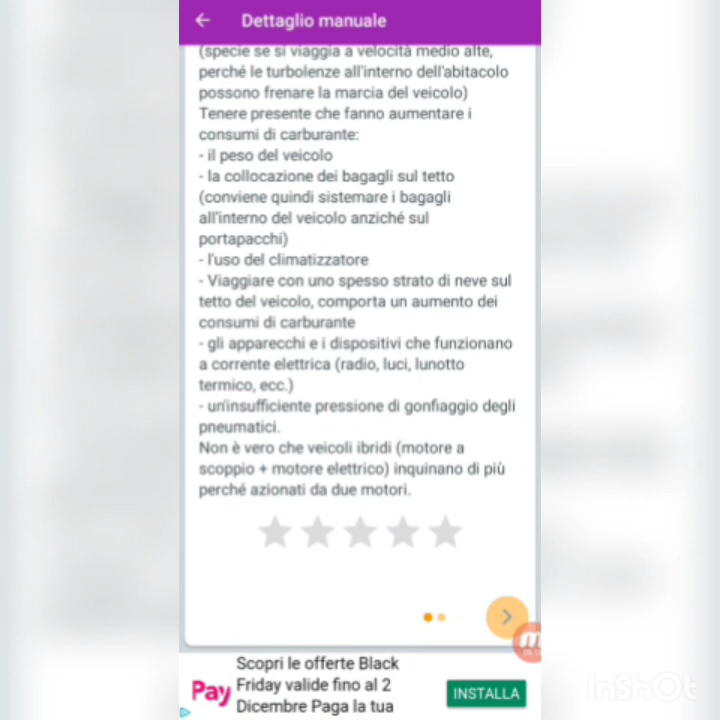 Dettaglio manuale
(specie se si viaggia a velocità medio alte,
perché le turbolenze all'interno dell'abitacolo
possono frenare la marcia del veicolo)
Tenere presente che fanno aumentare i
consumi di carburante:
- il peso del veicolo
- la collocazione dei bagagli sul tetto
(conviene quindi sistemare i bagagli
all'interno del veicolo anziché sul
portapacchi)
- l'uso del climatizzatore
- Viaggiare con uno spesso strato di neve sul
tetto del veicolo, comporta un aumento dei
consumi di carburante
- gli apparecchi e i dispositivi che funzionano
a corrente elettrica (radio, luci, lunotto
termico, ecc.)
- un'insufficiente pressione di gonfiaggio degli
pneumatici.
Non è vero che veicoli ibridi (motore a
scoppio + motore elettrico) inquinano di più
perché azionati da due motori.
Scopri le offerte Black
Pay Friday valide fino al 2
Dicembre Paga la tua
INSTALLA
InShOt